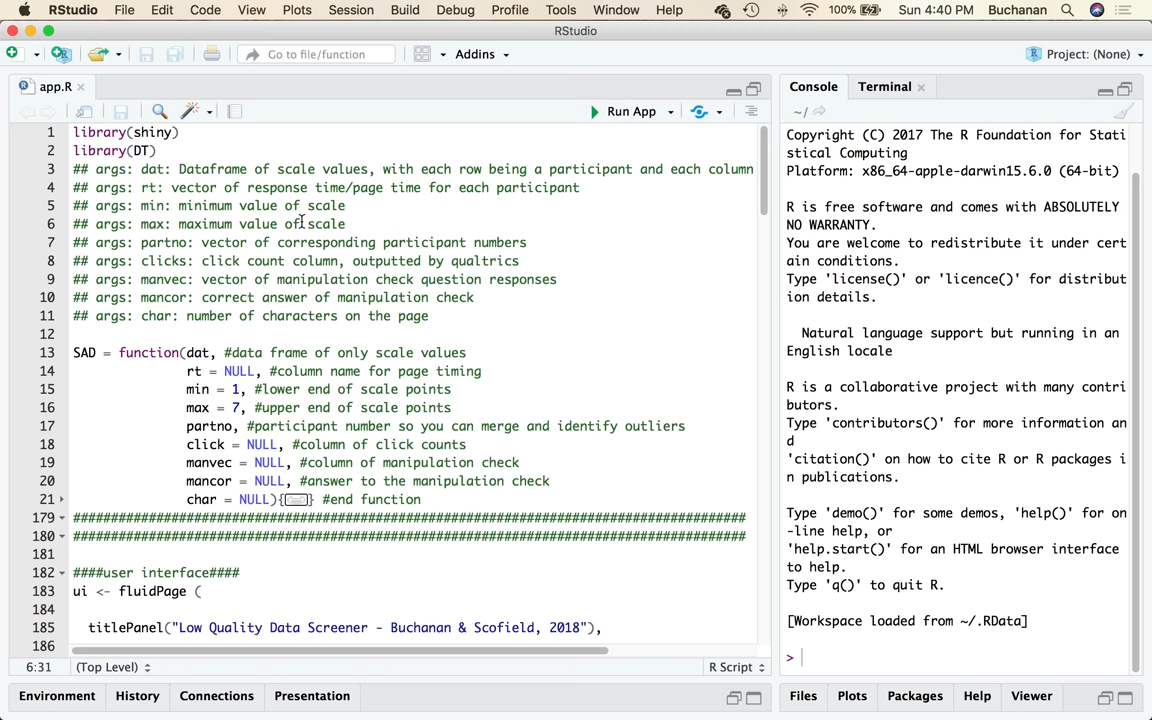 RStudio File Edit Code View Plots Session Build Debug Profile Tools Window Help 100% Sun 4:40 PM Buchanan
RStudio
Go to file/function Addins Project: (None)
app.R
Run App
1 library(shiny)
2 library(DT)
3 ## args: dat: Dataframe of scale values, with each row being a participant and each column
4 ## args: rt: vector of response time/page time for each participant
5 ## args: min: minimum value of scale
6 ## args: max: maximum value of scale
7 ## args: partno: vector of corresponding participant numbers
8 ## args: clicks: click count column, outputted by qualtrics
9 ## args: manvec: vector of manipulation check question responses
10 ## args: mancor: correct answer of manipulation check
11 ## args: char: number of characters on the page
12
13 SAD = function(dat, #data frame of only scale values
14 rt = NULL, #column name for page timing
15 min = 1, #lower end of scale points
16 max = 7, #upper end of scale points
17 partno, #participant number so you can merge and identify outliers
18 click = NULL, #column of click counts
19 manvec = NULL, #column of manipulation check
20 mancor = NULL, #answer to the manipulation check
21 char = NULL){} #end function
179 #########################################################################################
180 #########################################################################################
181
182 ####user interface####
183 ui <- fluidPage (
184
185 titlePanel("Low Quality Data Screener - Buchanan & Scofield, 2018"),
186
6:31 (Top Level) R Script
Environment History Connections Presentation
Console Terminal
~/
Copyright (C) 2017 The R Foundation for Stati
stical Computing
Platform: x86_64-apple-darwin15.6.0 (64-bit)
R is free software and comes with ABSOLUTELY
NO WARRANTY.
You are welcome to redistribute it under cert
ain conditions.
Type 'license()' or 'licence()' for distribut
ion details.
Natural language support but running in an
English locale
R is a collaborative project with many contri
butors.
Type 'contributors()' for more information an
d
'citation()' on how to cite R or R packages i
n publications.
Type 'demo()' for some demos, 'help()' for on
-line help, or
'help.start()' for an HTML browser interface
to help.
Type 'q()' to quit R.
[Workspace loaded from ~/.RData]
>
Files Plots Packages Help Viewer